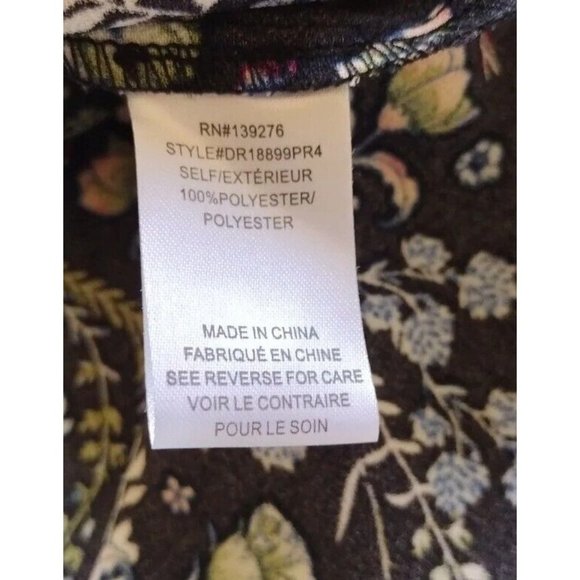 RN#139276
STYLE#DR18899PR4
SELF/EXTÉRIEUR
100%POLYESTER/
POLYESTER
MADE IN CHINA
FABRIQUÉ EN CHINE
SEE REVERSE FOR CARE
VOIR LE CONTRAIRE
POUR LE SOIN